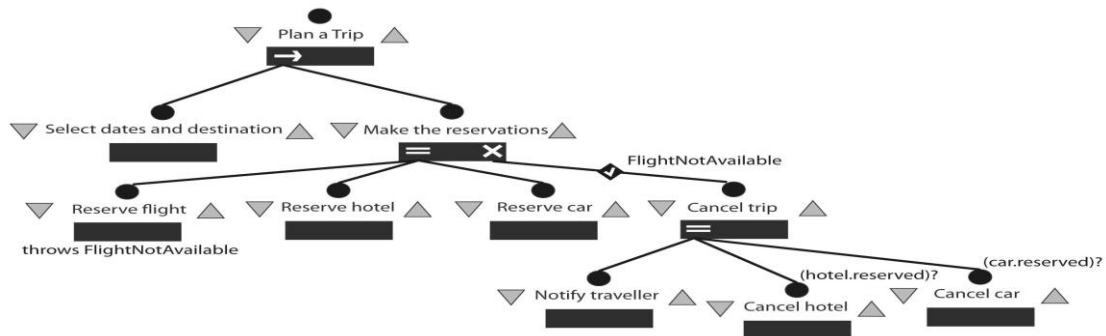 Plan a Trip
Select dates and destination
Make the reservations
FlightNotAvailable
Reserve flight
Reserve hotel
Reserve car
Cancel trip
throws FlightNotAvailable
(hotel.reserved)?
(car.reserved)?
Notify traveller
Cancel hotel
Cancel car